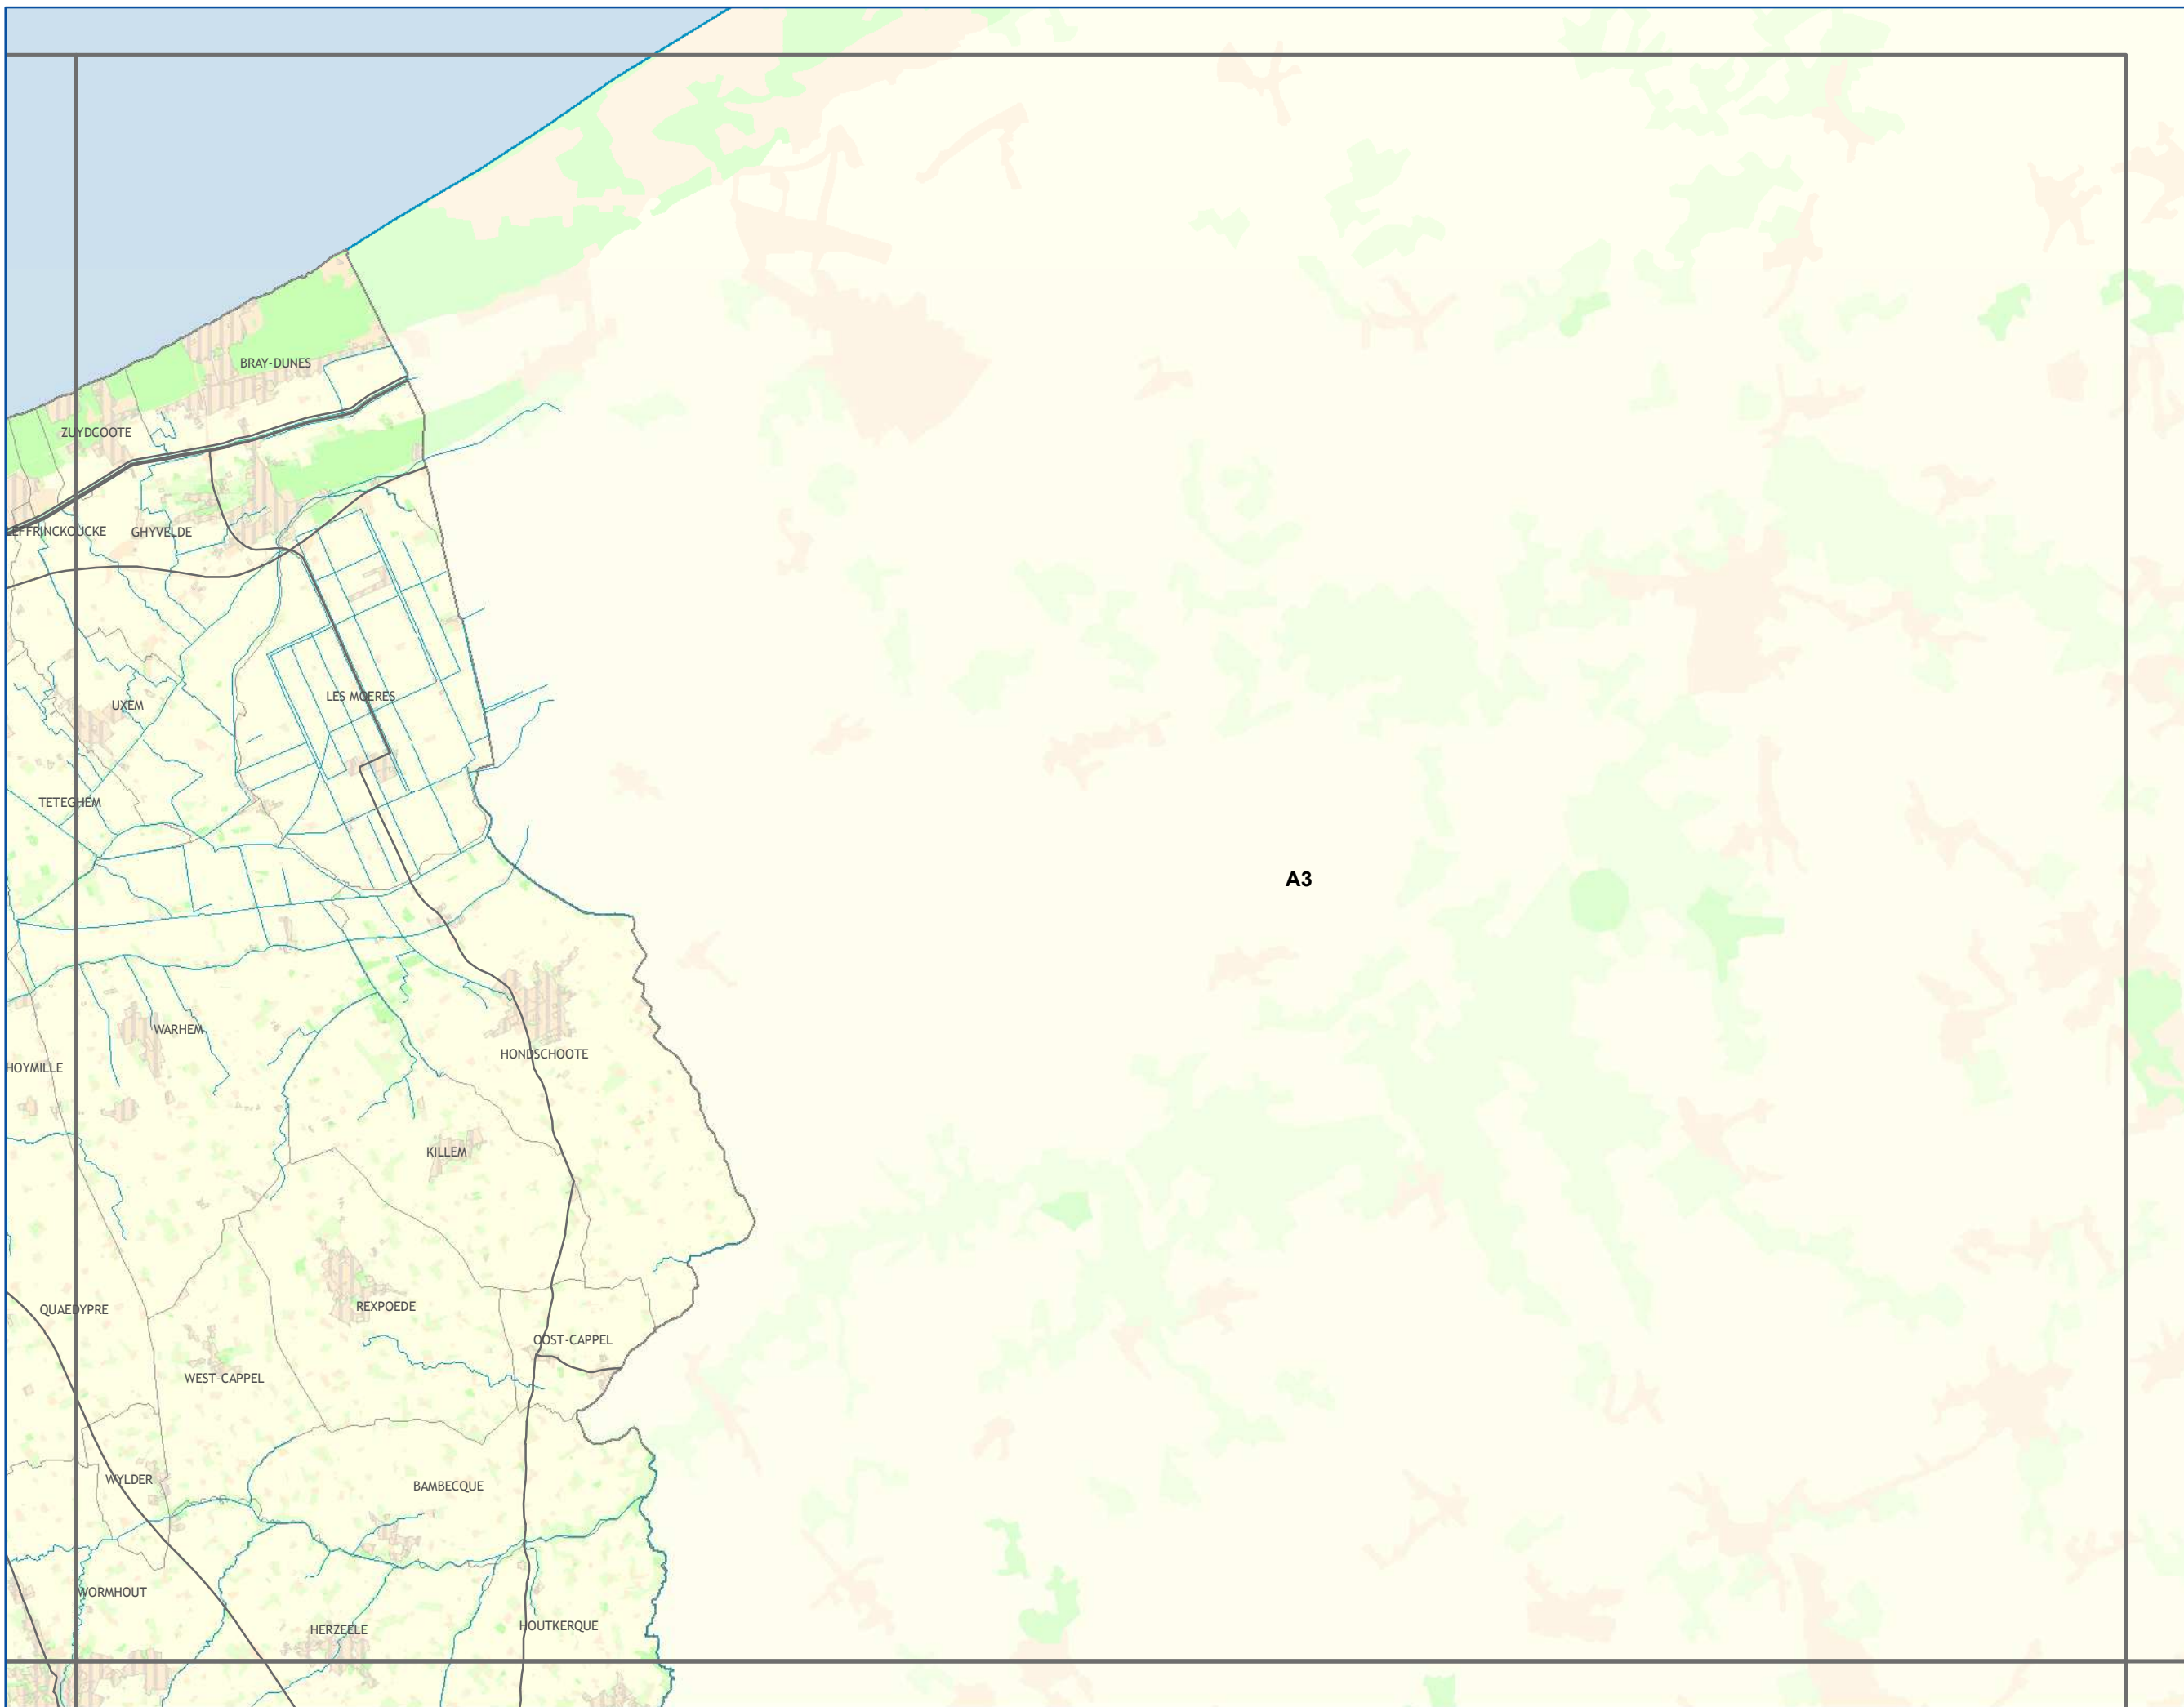 BRAY-DUNES
ZUYDCOOTE
LEFFRINCKOUCKE
GHYVELDE
LES MOERES
UXEM
TETEGHEM
A3
WARHEM
HONDSCHOOTE
HOYMILLE
KILLEM
REXPOEDE
QUAEDYPRE
OOST-CAPPEL
WEST-CAPPEL
WYLDER
BAMBECQUE
WORMHOUT
HOUTKERQUE
HERZEELE